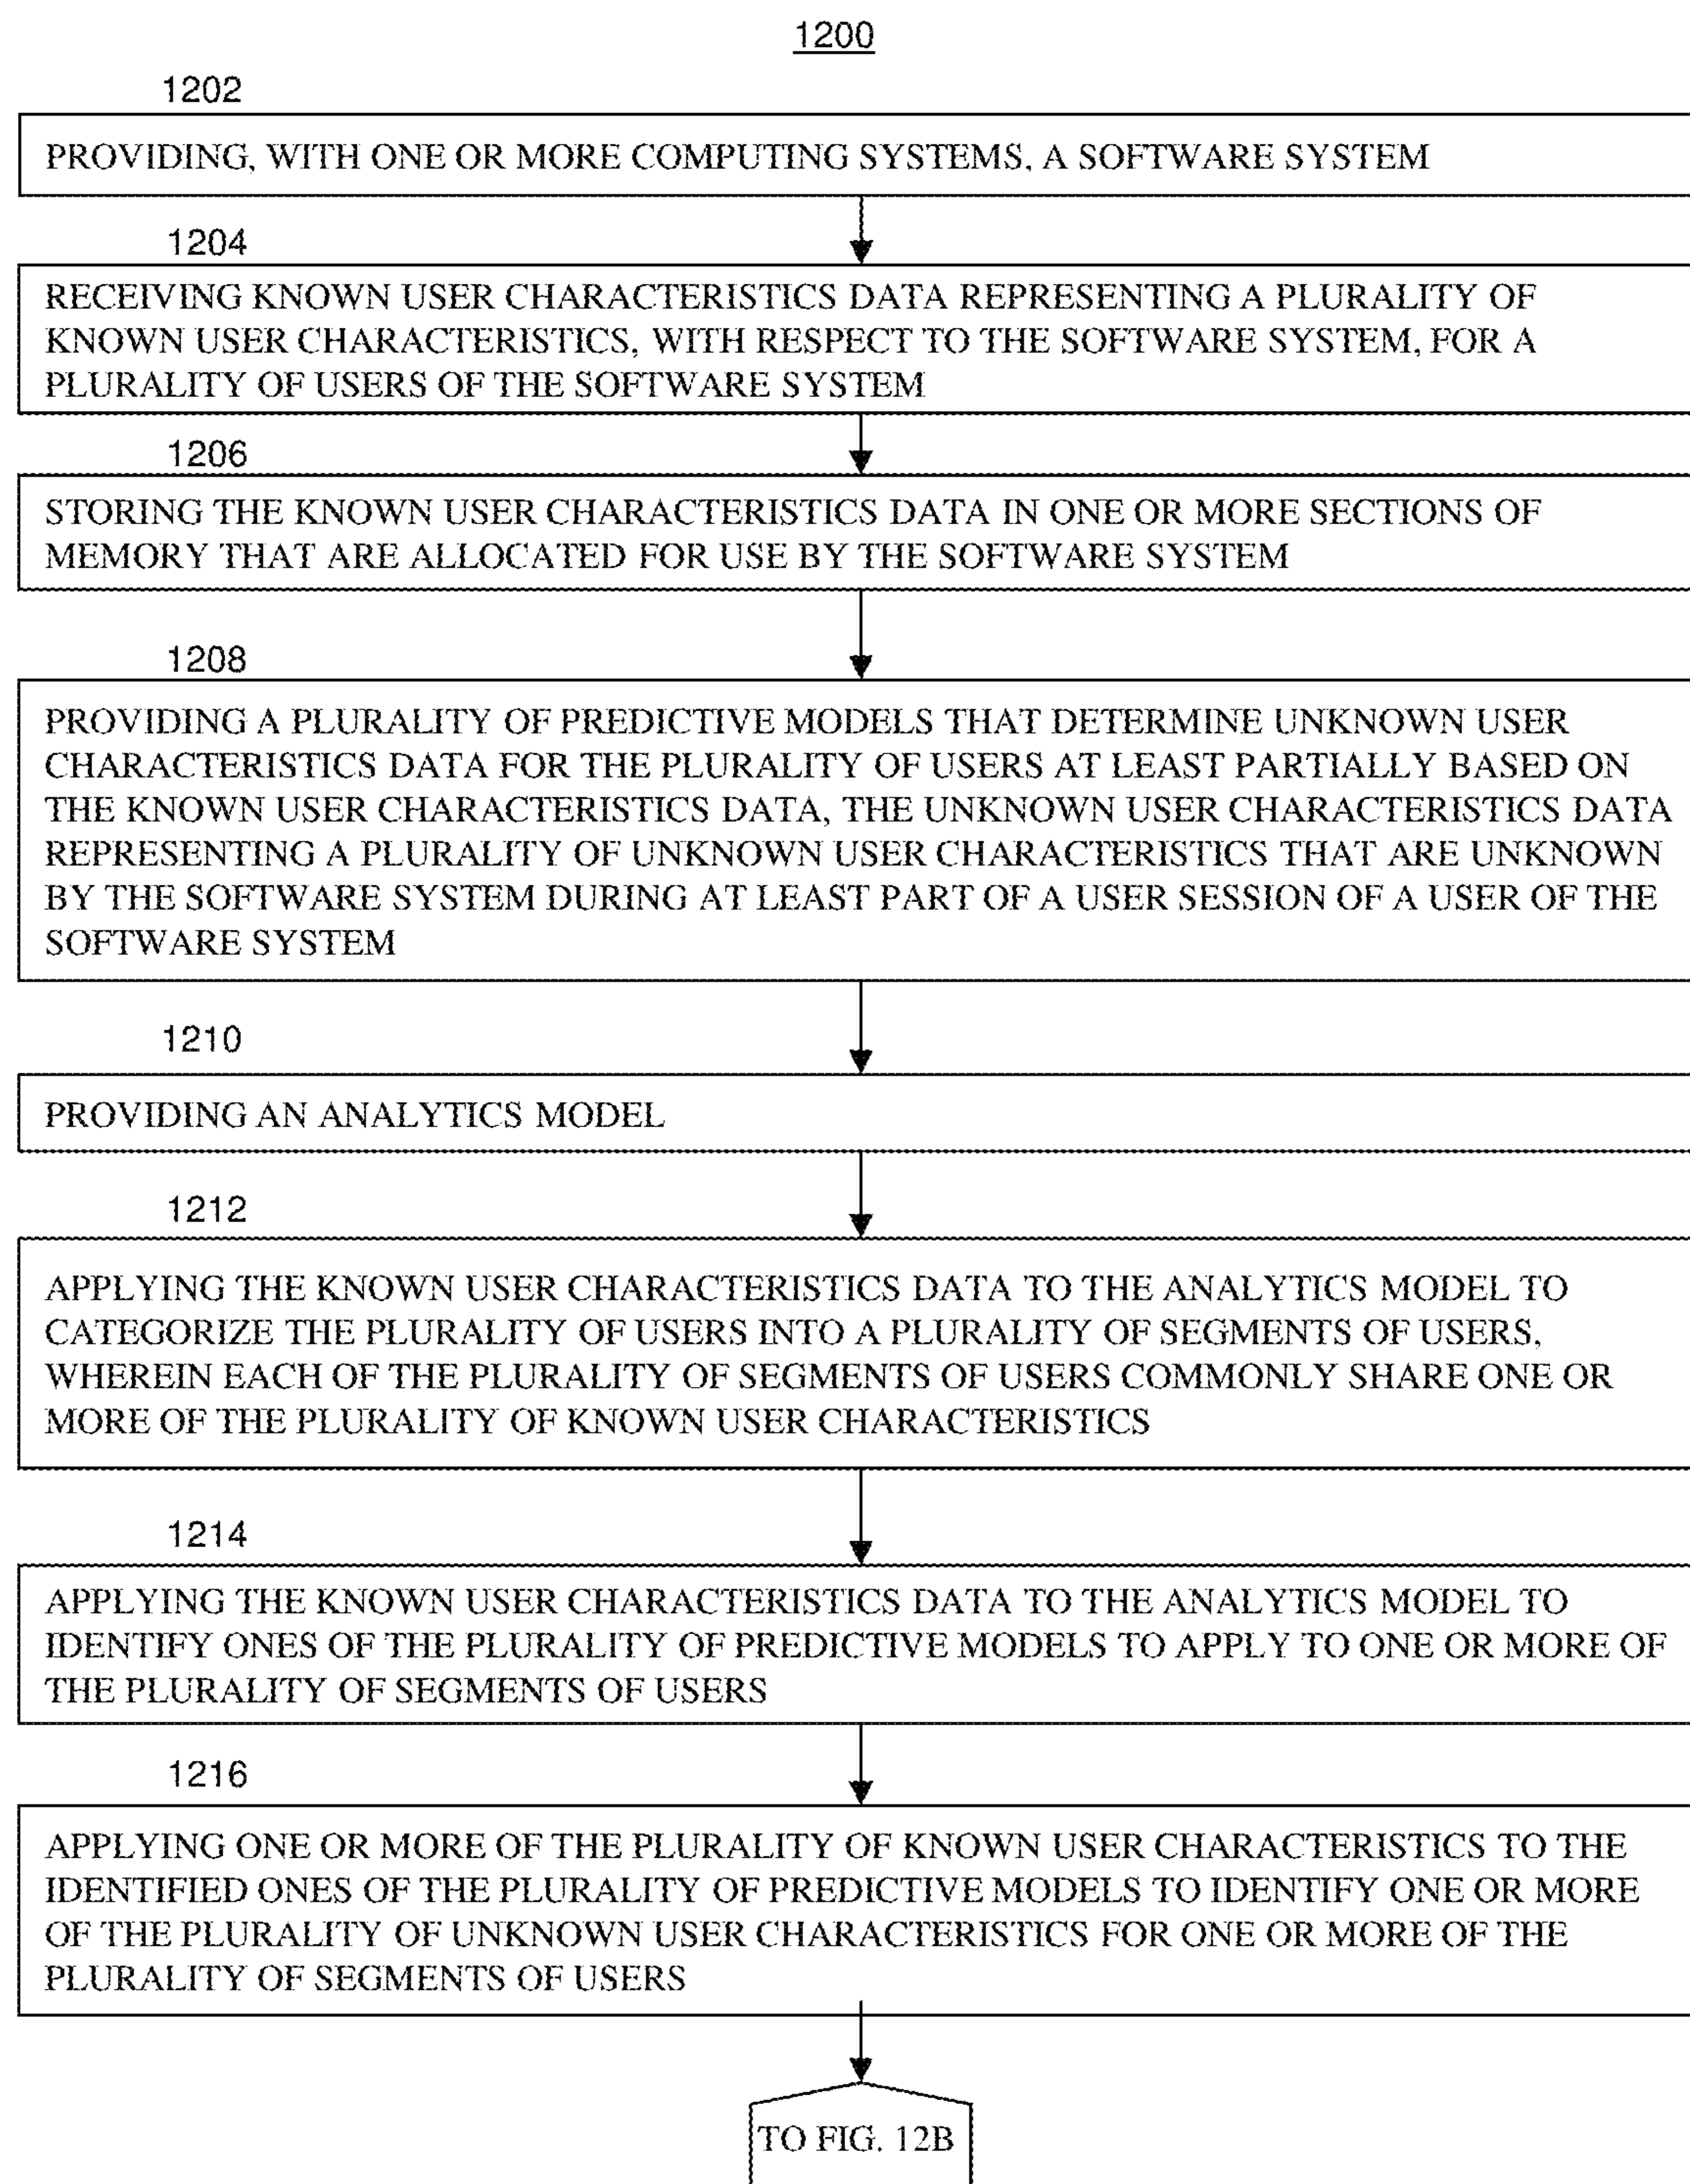 1200
1202
PROVIDING, WITH ONE OR MORE COMPUTING SYSTEMS, A SOFTWARE SYSTEM
1204
RECEIVING KNOWN USER CHARACTERISTICS DATA REPRESENTING A PLURALITY OF
KNOWN USER CHARACTERISTICS, WITH RESPECT TO THE SOFTWARE SYSTEM, FOR A
PLURALITY OF USERS OF THE SOFTWARE SYSTEM
1206
STORING THE KNOWN USER CHARACTERISTICS DATA IN ONE OR MORE SECTIONS OF
MEMORY THAT ARE ALLOCATED FOR USE BY THE SOFTWARE SYSTEM
1208
PROVIDING A PLURALITY OF PREDICTIVE MODELS THAT DETERMINE UNKNOWN USER
CHARACTERISTICS DATA FOR THE PLURALITY OF USERS AT LEAST PARTIALLY BASED ON
THE KNOWN USER CHARACTERISTICS DATA, THE UNKNOWN USER CHARACTERISTICS DATA
REPRESENTING A PLURALITY OF UNKNOWN USER CHARACTERISTICS THAT ARE UNKNOWN
BY THE SOFTWARE SYSTEM DURING AT LEAST PART OF A USER SESSION OF A USER OF THE
SOFTWARE SYSTEM
1210
PROVIDING AN ANALYTICS MODEL
1212
APPLYING THE KNOWN USER CHARACTERISTICS DATA TO THE ANALYTICS MODEL TO
CATEGORIZE THE PLURALITY OF USERS INTO A PLURALITY OF SEGMENTS OF USERS,
WHEREIN EACH OF THE PLURALITY OF SEGMENTS OF USERS COMMONLY SHARE ONE OR
MORE OF THE PLURALITY OF KNOWN USER CHARACTERISTICS
1214
APPLYING THE KNOWN USER CHARACTERISTICS DATA TO THE ANALYTICS MODEL TO
IDENTIFY ONES OF THE PLURALITY OF PREDICTIVE MODELS TO APPLY TO ONE OR MORE OF
THE PLURALITY OF SEGMENTS OF USERS
1216
APPLYING ONE OR MORE OF THE PLURALITY OF KNOWN USER CHARACTERISTICS TO THE
IDENTIFIED ONES OF THE PLURALITY OF PREDICTIVE MODELS TO IDENTIFY ONE OR MORE
OF THE PLURALITY OF UNKNOWN USER CHARACTERISTICS FOR ONE OR MORE OF THE
PLURALITY OF SEGMENTS OF USERS
TO FIG. 12B